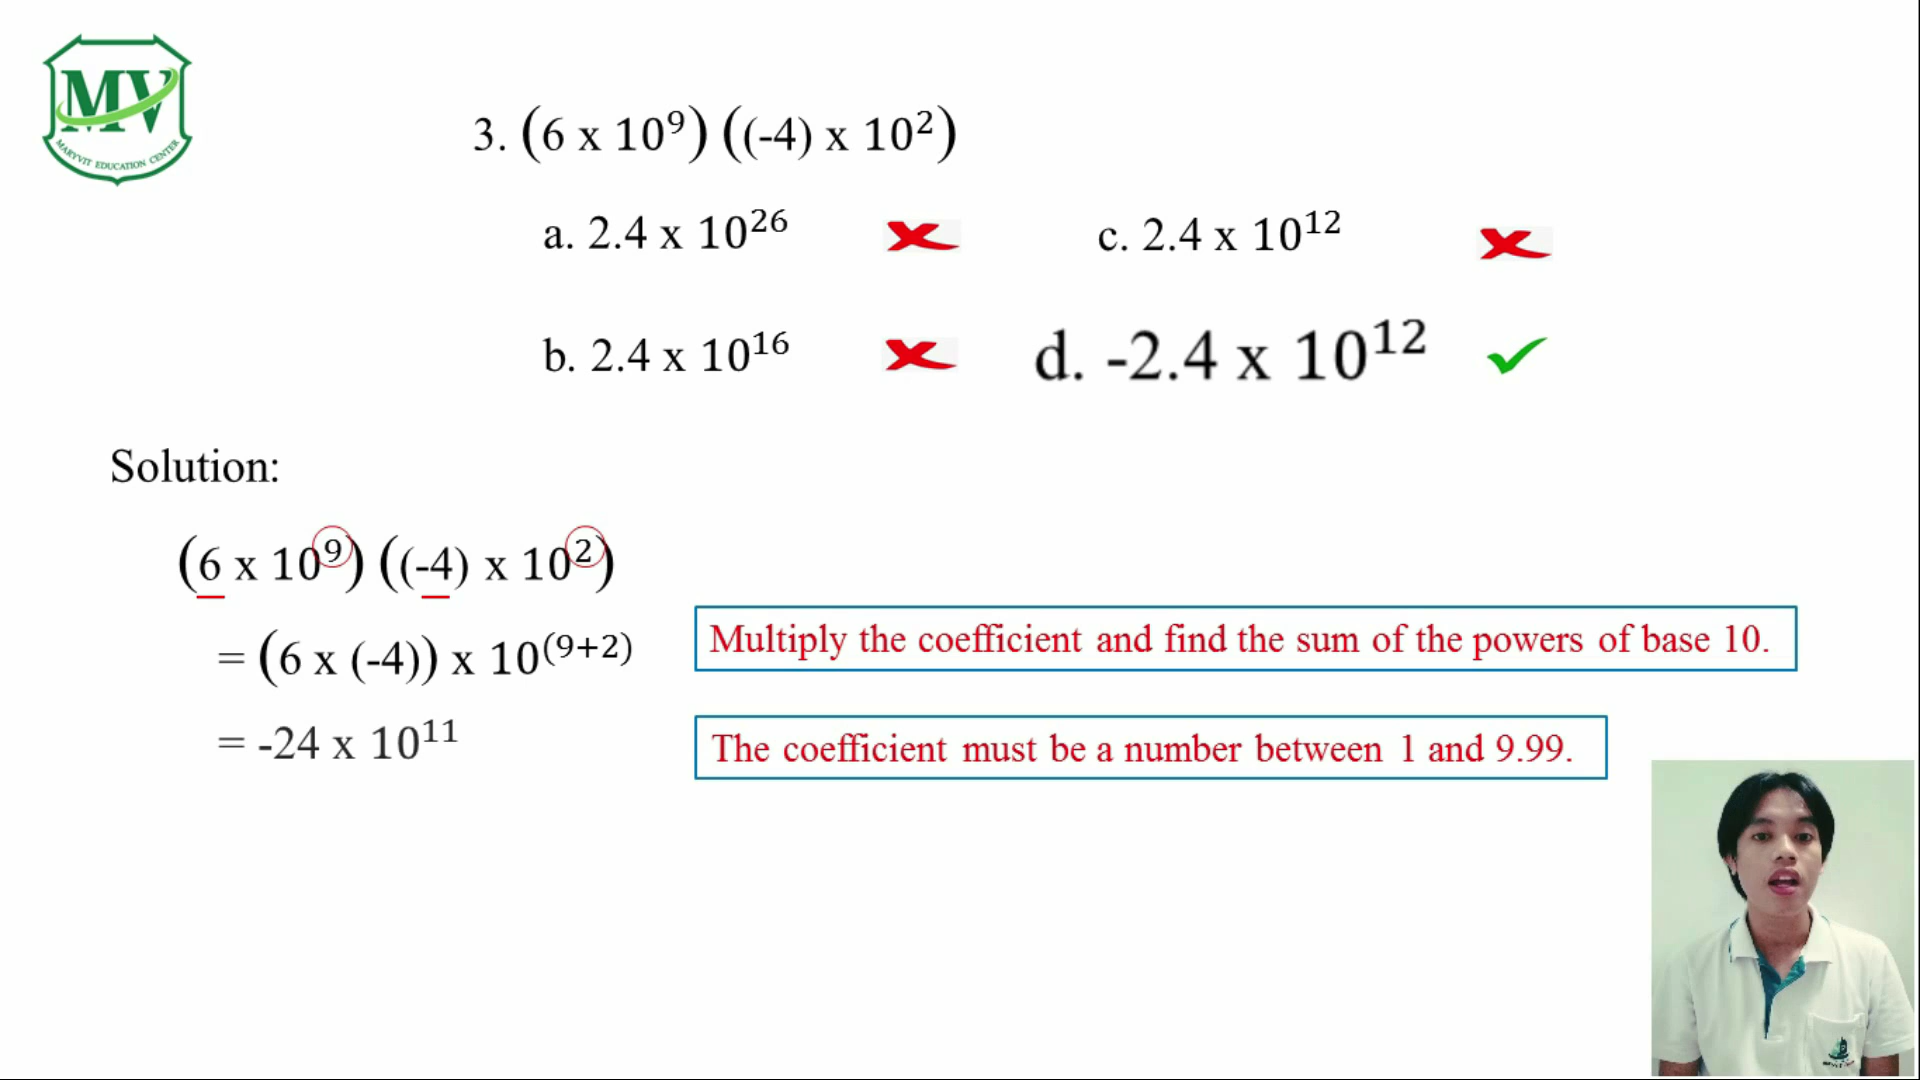 MV
MARYVIT EDUCATION CENTER
3. (6 x 10⁹) ((-4) x 10²)
a. 2.4 x 10²⁶
c. 2.4 x 10¹²
b. 2.4 x 10¹⁶
d. -2.4 x 10¹²
Solution:
(6 x 10⁹) ((-4) x 10²)
= (6 x (-4)) x 10⁽⁹⁺²⁾
Multiply the coefficient and find the sum of the powers of base 10.
= -24 x 10¹¹
The coefficient must be a number between 1 and 9.99.